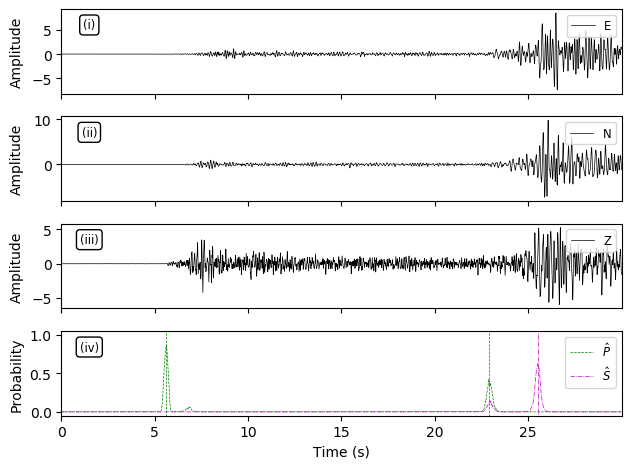 (i)
E
Amplitude
5
0
−5
(ii)
N
Amplitude
10
0
(iii)
Z
Amplitude
5
0
−5
(iv)
P̂
Ŝ
Probability
1.0
0.5
0.0
0 5 10 15 20 25
Time (s)